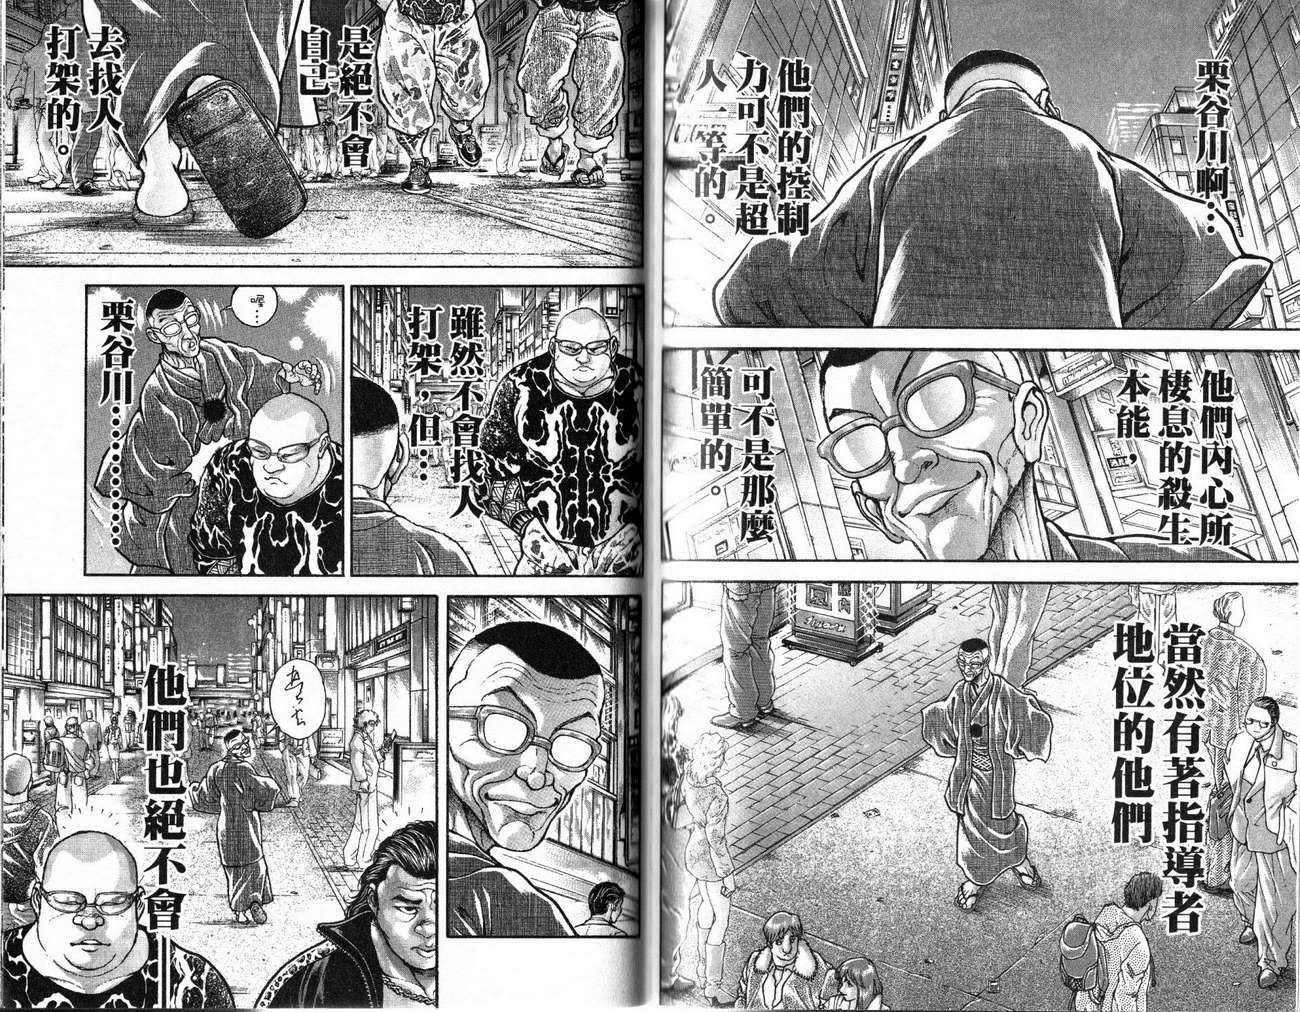 栗谷川啊…
他們的控制
力可不是超
人一等的。
他們內心所
棲息的殺生
本能，
可不是那麼
簡單的。
當然有著指導者
地位的他們
是絕不會
自己
去找人
打架的。
雖然不會找人
打架，但…
喔…
栗谷川…………
他們也絕不會